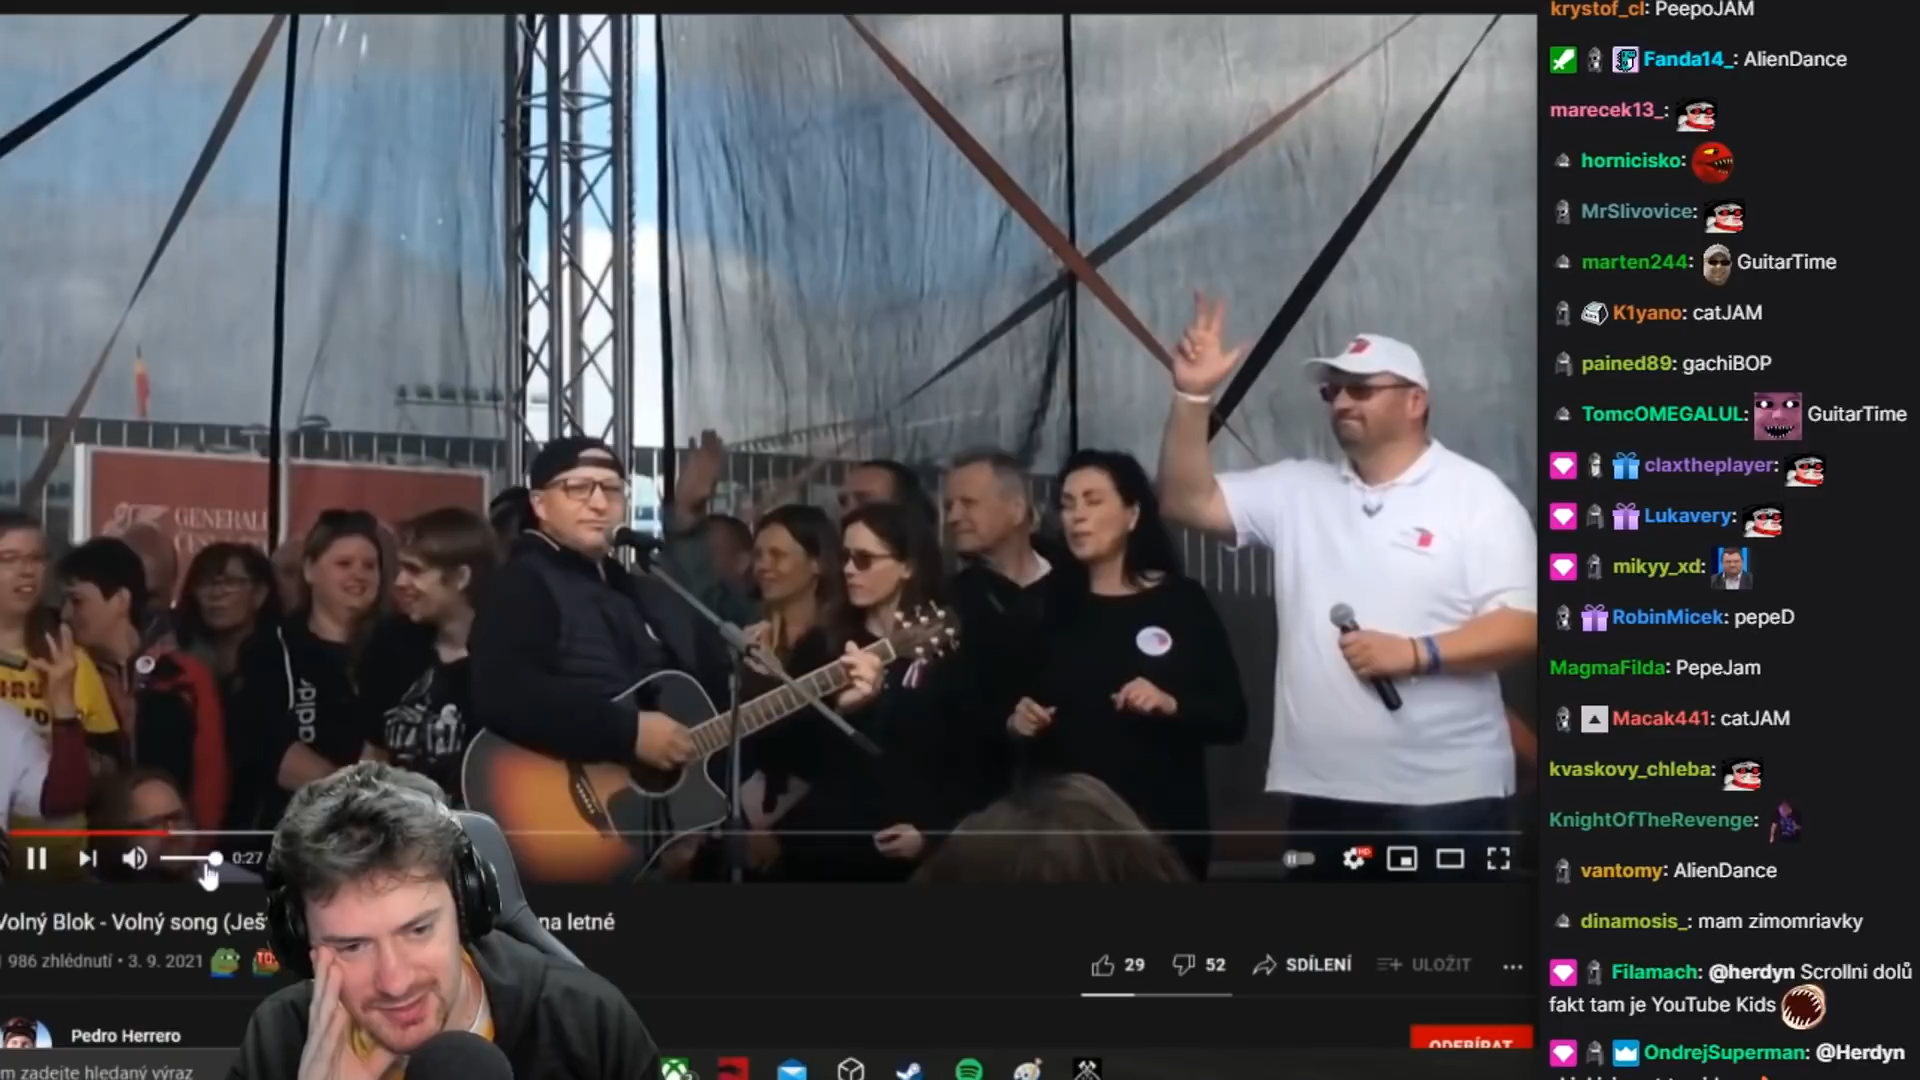 krystof_cl: PeepoJAM
Fanda14_: AlienDance
marecek13_:
hornicisko:
MrSlivovice:
marten244: GuitarTime
K1yano: catJAM
pained89: gachiBOP
TomcOMEGALUL: GuitarTime
claxtheplayer:
Lukavery:
mikyy_xd:
RobinMicek: pepeD
MagmaFilda: PepeJam
Macak441: catJAM
kvaskovy_chleba:
KnightOfTheRevenge:
vantomy: AlienDance
dinamosis_: mam zimomriavky
Filamach: @herdyn Scrollni dolů
fakt tam je YouTube Kids
OndrejSuperman: @Herdyn
GENERALI
0:27
HD
Volný Blok - Volný song (Ješ
na letné
986 zhlédnutí • 3. 9. 2021
29
52
SDÍLENÍ
ULOŽIT
Pedro Herrero
ODEBÍRAT
m zadejte hledaný výraz